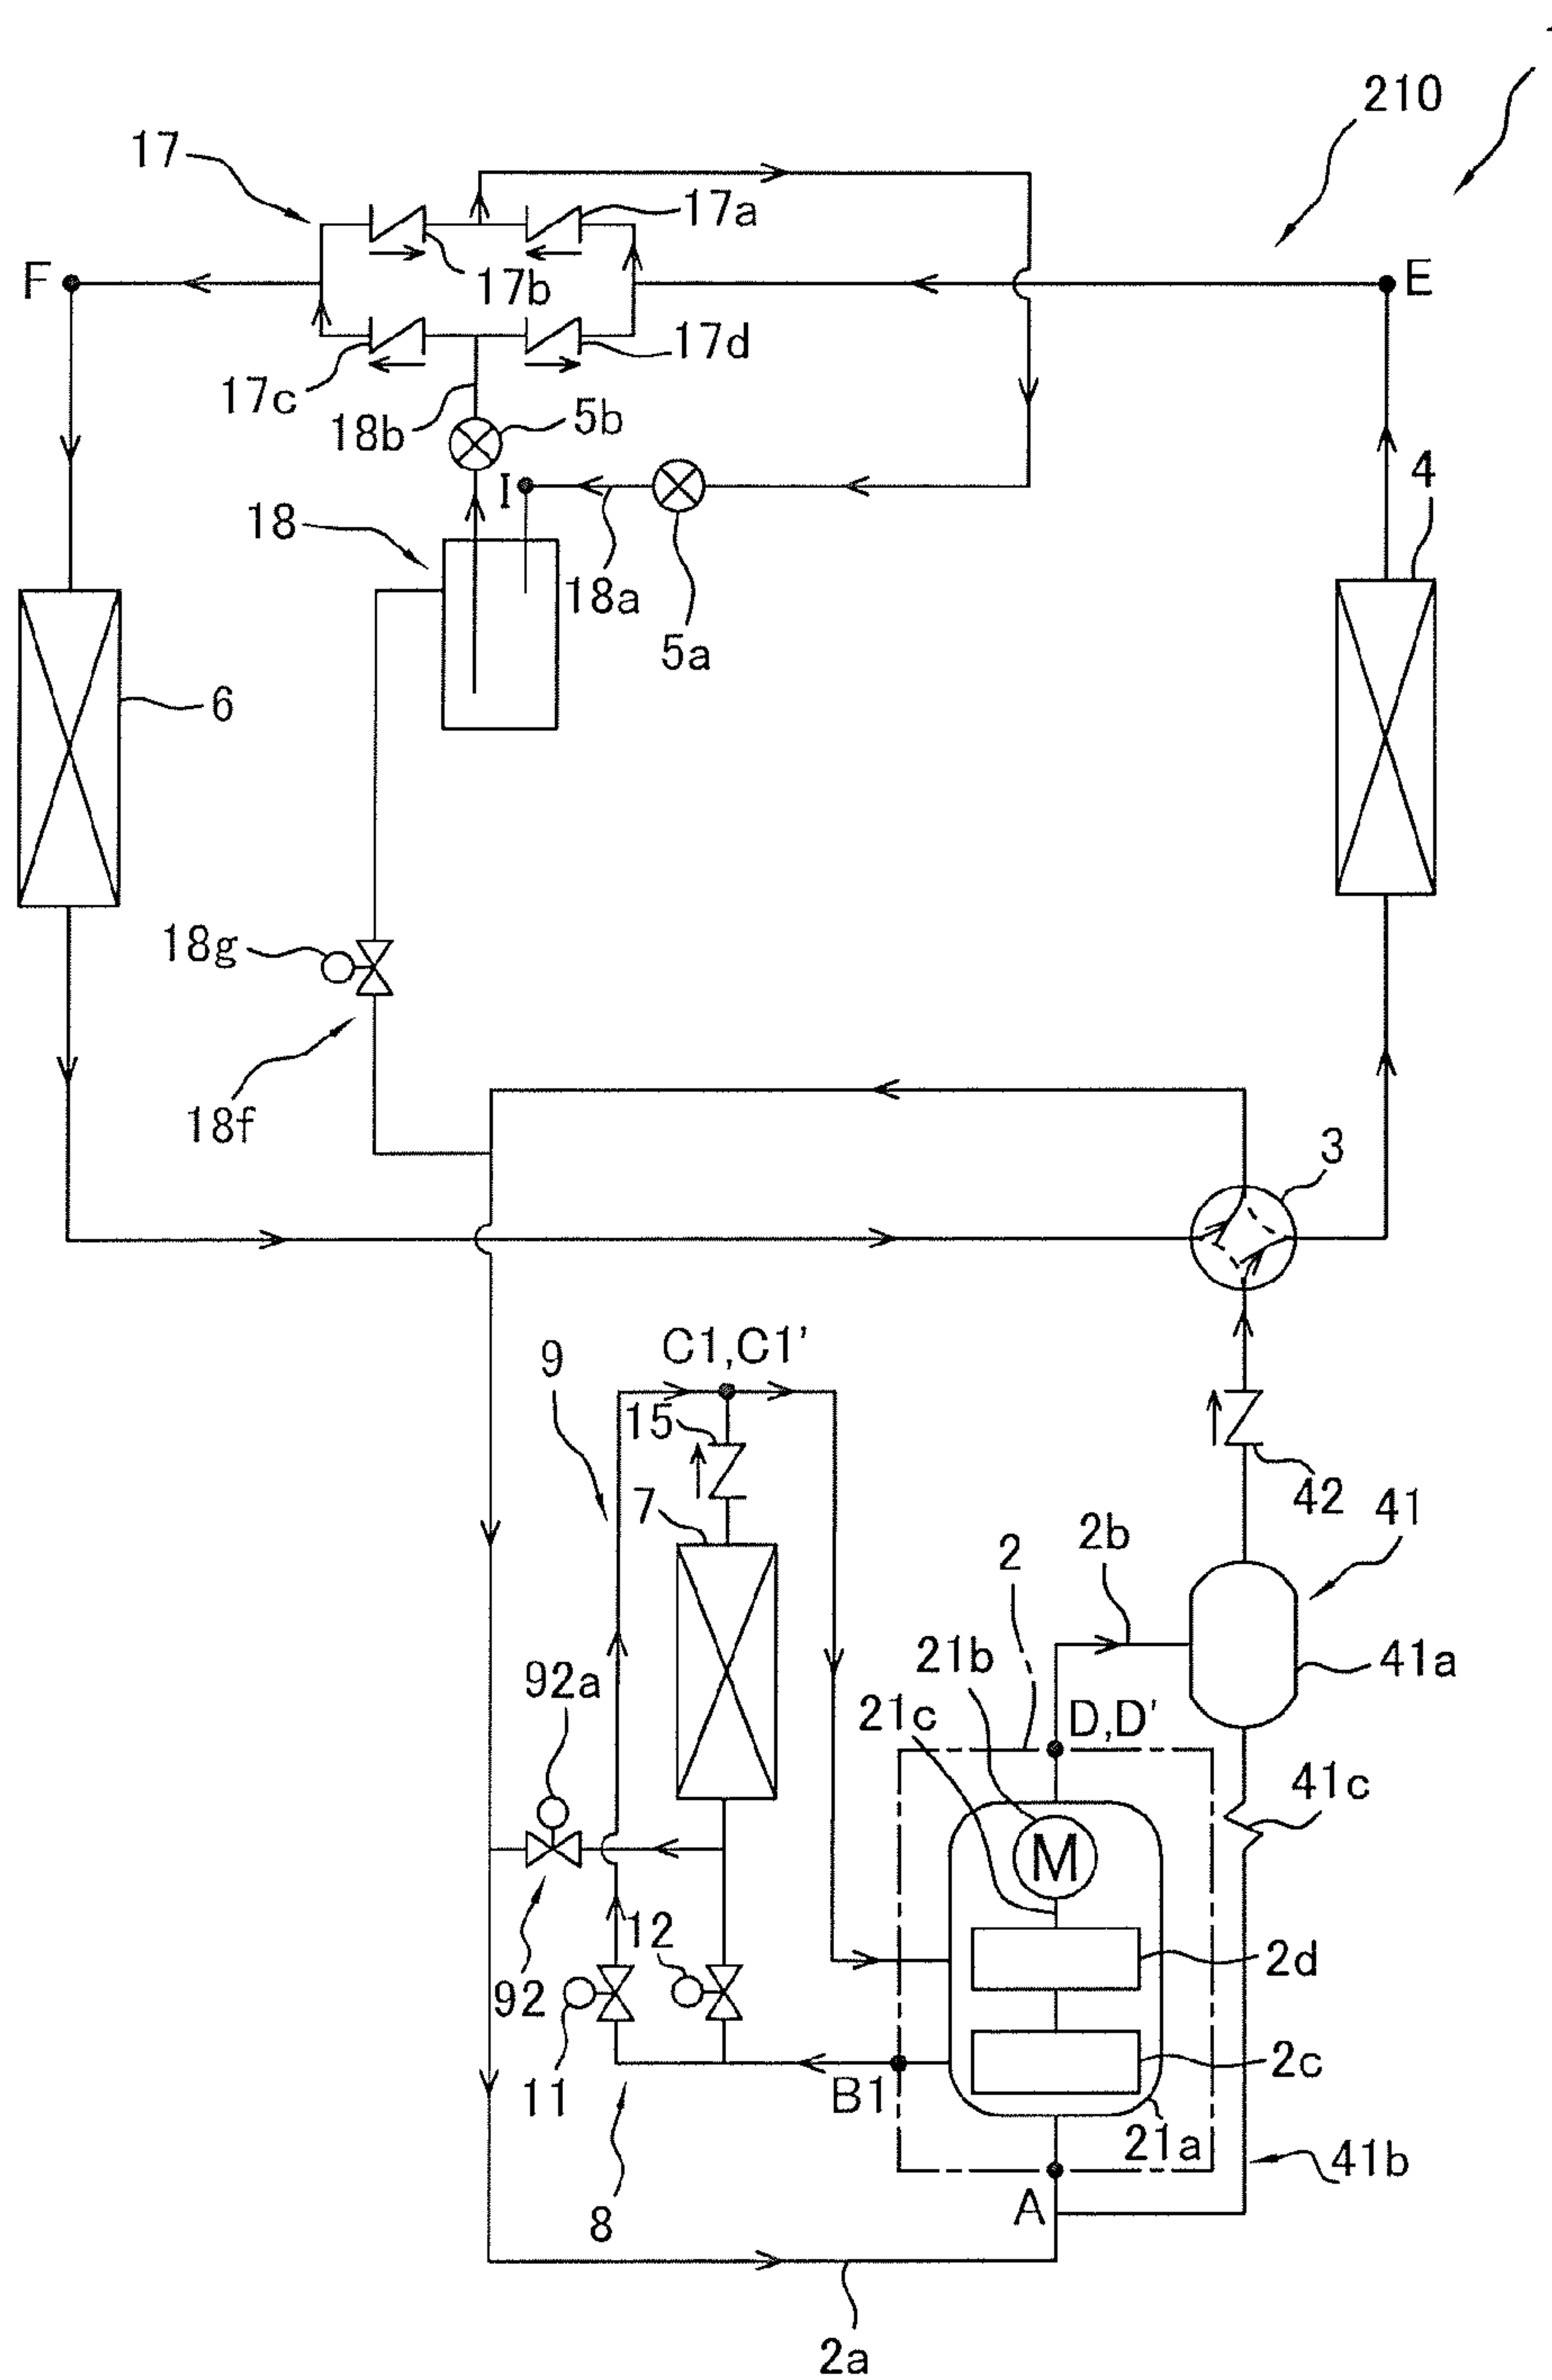 210
17
17a
17b
F
E
17d
17c
18b
5b
4
I
18
18a
5a
6
18g
18f
3
C1,C1'
9
15
42
7
41
2b
2
21b
41a
92a
21c
D,D'
41c
M
12
2d
92
2c
11
B1
21a
41b
8
A
2a